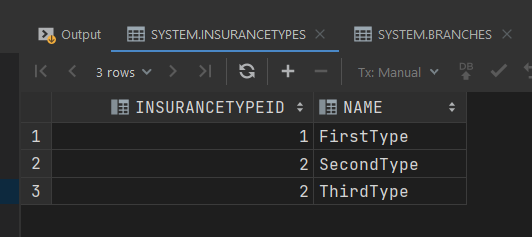 Output SYSTEM.INSURANCETYPES SYSTEM.BRANCHES
3 rows Tx: Manual DB
INSURANCETYPEID NAME
1 1 FirstType
2 2 SecondType
3 2 ThirdType